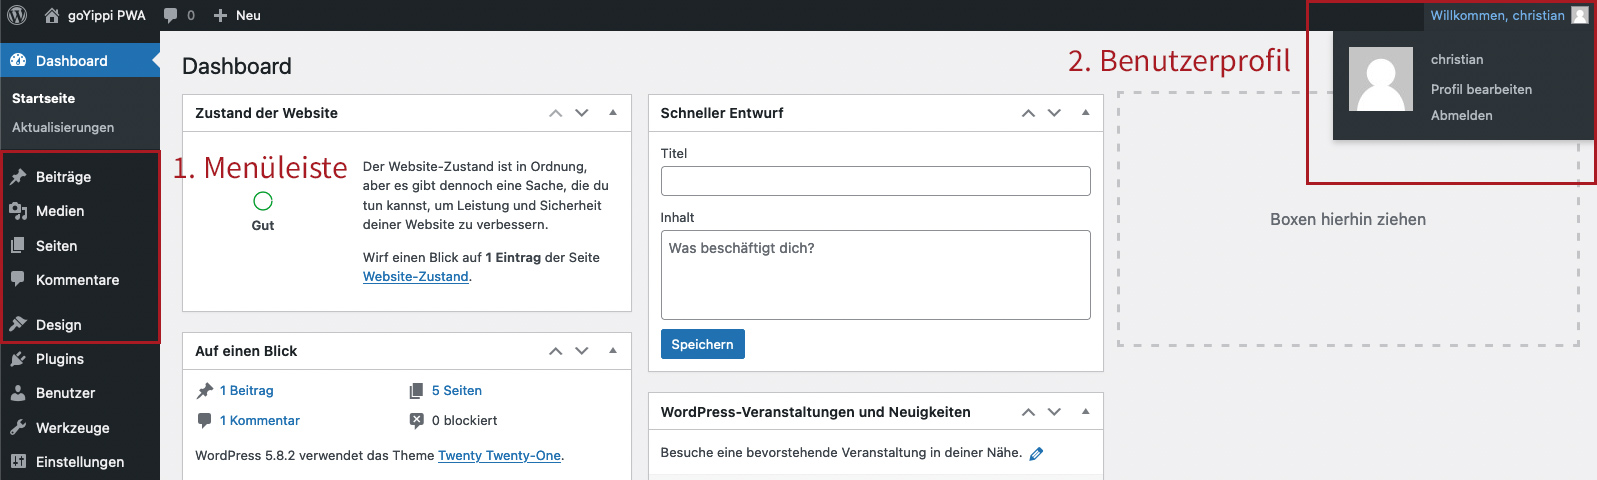 goYippi PWA 0 Neu Willkommen, christian
christian
Profil bearbeiten
Abmelden
2. Benutzerprofil
Dashboard
Startseite
Aktualisierungen
Beiträge
Medien
Seiten
Kommentare
Design
Plugins
Benutzer
Werkzeuge
Einstellungen
1. Menüleiste
Dashboard
Zustand der Website
Gut
Der Website-Zustand ist in Ordnung,
aber es gibt dennoch eine Sache, die du
tun kannst, um Leistung und Sicherheit
deiner Website zu verbessern.
Wirf einen Blick auf 1 Eintrag der Seite
Website-Zustand.
Auf einen Blick
1 Beitrag 5 Seiten
1 Kommentar 0 blockiert
WordPress 5.8.2 verwendet das Theme Twenty Twenty-One.
Schneller Entwurf
Titel
Inhalt
Was beschäftigt dich?
Speichern
WordPress-Veranstaltungen und Neuigkeiten
Besuche eine bevorstehende Veranstaltung in deiner Nähe.
Boxen hierhin ziehen